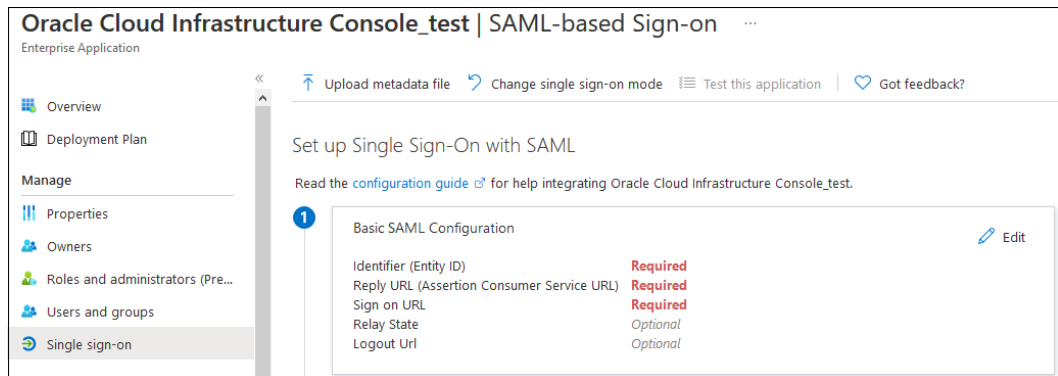 Oracle Cloud Infrastructure Console_test | SAML-based Sign-on ...
Enterprise Application
Upload metadata file Change single sign-on mode Test this application Got feedback?
Overview
Deployment Plan
Manage
Properties
Owners
Roles and administrators (Pre...
Users and groups
Single sign-on
Set up Single Sign-On with SAML
Read the configuration guide for help integrating Oracle Cloud Infrastructure Console_test.
1
Basic SAML Configuration
Edit
Identifier (Entity ID) Required
Reply URL (Assertion Consumer Service URL) Required
Sign on URL Required
Relay State Optional
Logout Url Optional